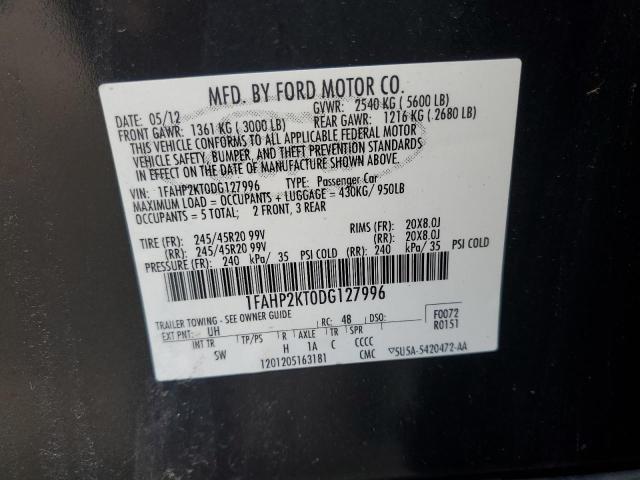 MFD. BY FORD MOTOR CO.
DATE: 05/12 GVWR: 2540 KG (5600 LB)
FRONT GAWR: 1361 KG (3000 LB) REAR GAWR: 1216 KG (2680 LB)
THIS VEHICLE CONFORMS TO ALL APPLICABLE FEDERAL MOTOR
VEHICLE SAFETY, BUMPER, AND THEFT PREVENTION STANDARDS
IN EFFECT ON THE DATE OF MANUFACTURE SHOWN ABOVE.
VIN: 1FAHP2KT0DG127996 TYPE: Passenger Car
MAXIMUM LOAD = OCCUPANTS + LUGGAGE = 430KG/ 950LB
OCCUPANTS = 5 TOTAL, 2 FRONT, 3 REAR
TIRE (FR): 245/45R20 99V RIMS (FR): 20X8.0J
(RR): 245/45R20 99V (RR): 20X8.0J
PRESSURE (FR): 240 kPa/ 35 PSI COLD (RR): 240 kPa/ 35 PSI COLD
1FAHP2KT0DG127996
TRAILER TOWING - SEE OWNER GUIDE
EXT PNT: UH RC: 48 DSO: F0072
R0151
INT TR TP/PS R AXLE TR SPR
SW H 1A C CCCC
1201205163181 CMC 5U5A-5420472-AA